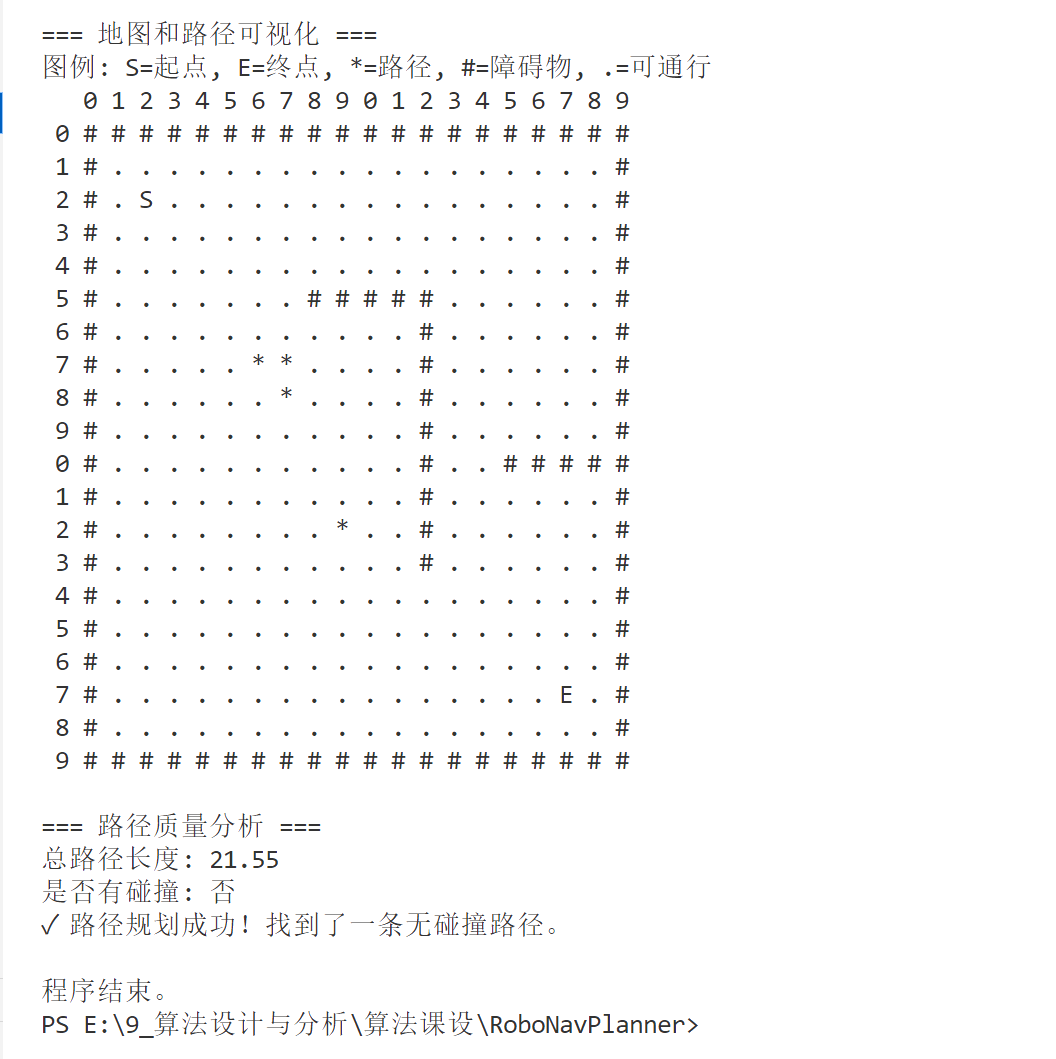 === 地图和路径可视化 ===
图例: S=起点, E=终点, *=路径, #=障碍物, .=可通行
   0 1 2 3 4 5 6 7 8 9 0 1 2 3 4 5 6 7 8 9
 0 # # # # # # # # # # # # # # # # # # # #
 1 # . . . . . . . . . . . . . . . . . . #
 2 # . S . . . . . . . . . . . . . . . . #
 3 # . . . . . . . . . . . . . . . . . . #
 4 # . . . . . . . . . . . . . . . . . . #
 5 # . . . . . . . # # # # # . . . . . . #
 6 # . . . . . . . . . . . # . . . . . . #
 7 # . . . . . * * . . . . # . . . . . . #
 8 # . . . . . . * . . . . # . . . . . . #
 9 # . . . . . . . . . . . # . . . . . . #
 0 # . . . . . . . . . . . # . . # # # # #
 1 # . . . . . . . . . . . # . . . . . . #
 2 # . . . . . . . . * . . # . . . . . . #
 3 # . . . . . . . . . . . # . . . . . . #
 4 # . . . . . . . . . . . . . . . . . . #
 5 # . . . . . . . . . . . . . . . . . . #
 6 # . . . . . . . . . . . . . . . . . . #
 7 # . . . . . . . . . . . . . . . . E . #
 8 # . . . . . . . . . . . . . . . . . . #
 9 # # # # # # # # # # # # # # # # # # # #
=== 路径质量分析 ===
总路径长度: 21.55
是否有碰撞: 否
✓ 路径规划成功! 找到了一条无碰撞路径。
程序结束。
PS E:\9_算法设计与分析\算法课设\RoboNavPlanner>